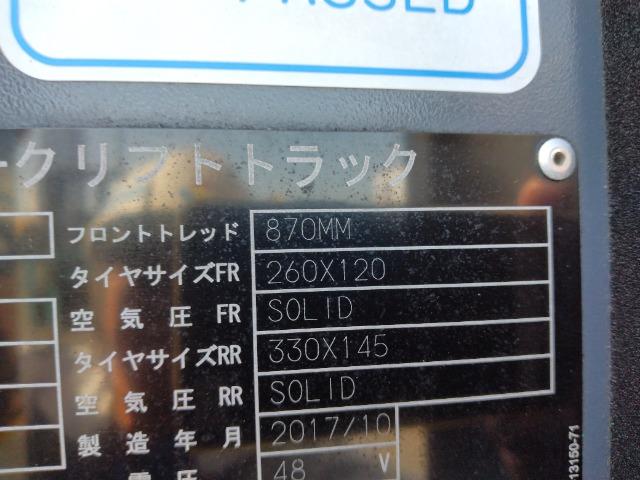 PASSED
クリフトトラック
フロントトレッド 870MM
タイヤサイズFR 260X120
空気圧 FR SOLID
タイヤサイズRR 330X145
空気圧 RR SOLID
製造年月 2017/10
電圧 48 V
13150-71